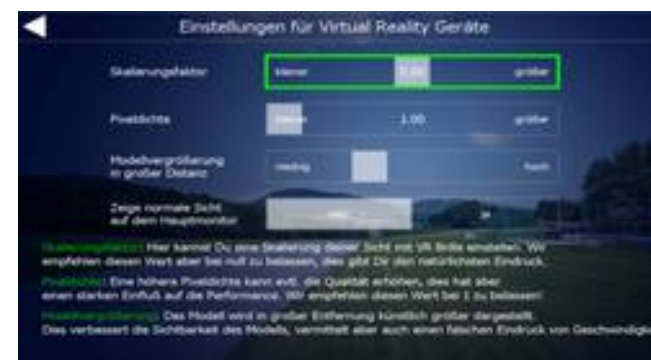 Einstellungen für Virtual Reality Geräte
Skalierungsfaktor kleiner 0.00 größer
Pixeldichte 1.00 größer
Modellvergrößerung
in großer Distanz niedrig hoch
Zeige normale Sicht
auf dem Hauptmonitor ja
Skalierungsfaktor: Hier kannst Du eine Skalierung deiner Sicht mit VR Brille einstellen. Wir
empfehlen diesen Wert aber bei null zu belassen, dies gibt Dir den natürlichsten Eindruck.
Pixeldichte: Eine höhere Pixeldichte kann evtl. die Qualität erhöhen, dies hat aber
einen starken Einfluß auf die Performance. Wir empfehlen diesen Wert bei 1 zu belassen!
Modellvergrößerung: Das Modell wird in großer Entfernung künstlich größer dargestellt.
Dies verbessert die Sichtbarkeit des Modells, vermittelt aber auch einen falschen Eindruck von Geschwindigke